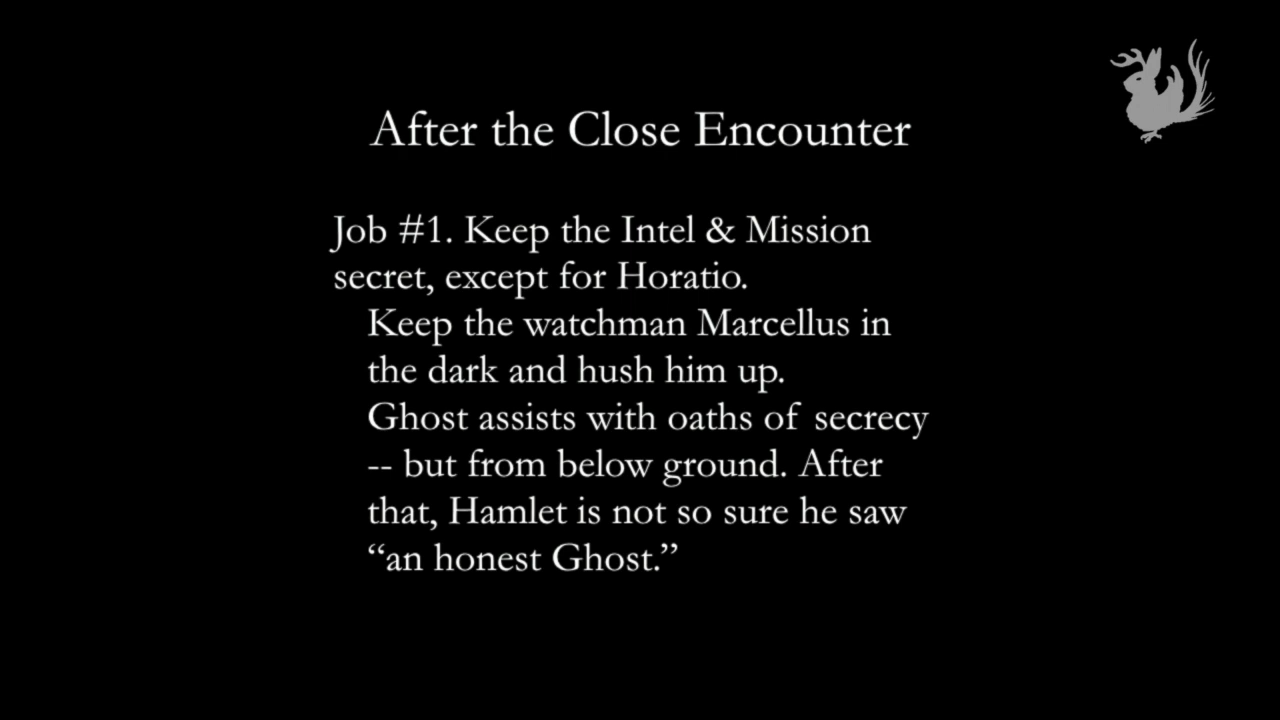 After the Close Encounter
Job #1. Keep the Intel & Mission
secret, except for Horatio.
Keep the watchman Marcellus in
the dark and hush him up.
Ghost assists with oaths of secrecy
-- but from below ground. After
that, Hamlet is not so sure he saw
“an honest Ghost.”